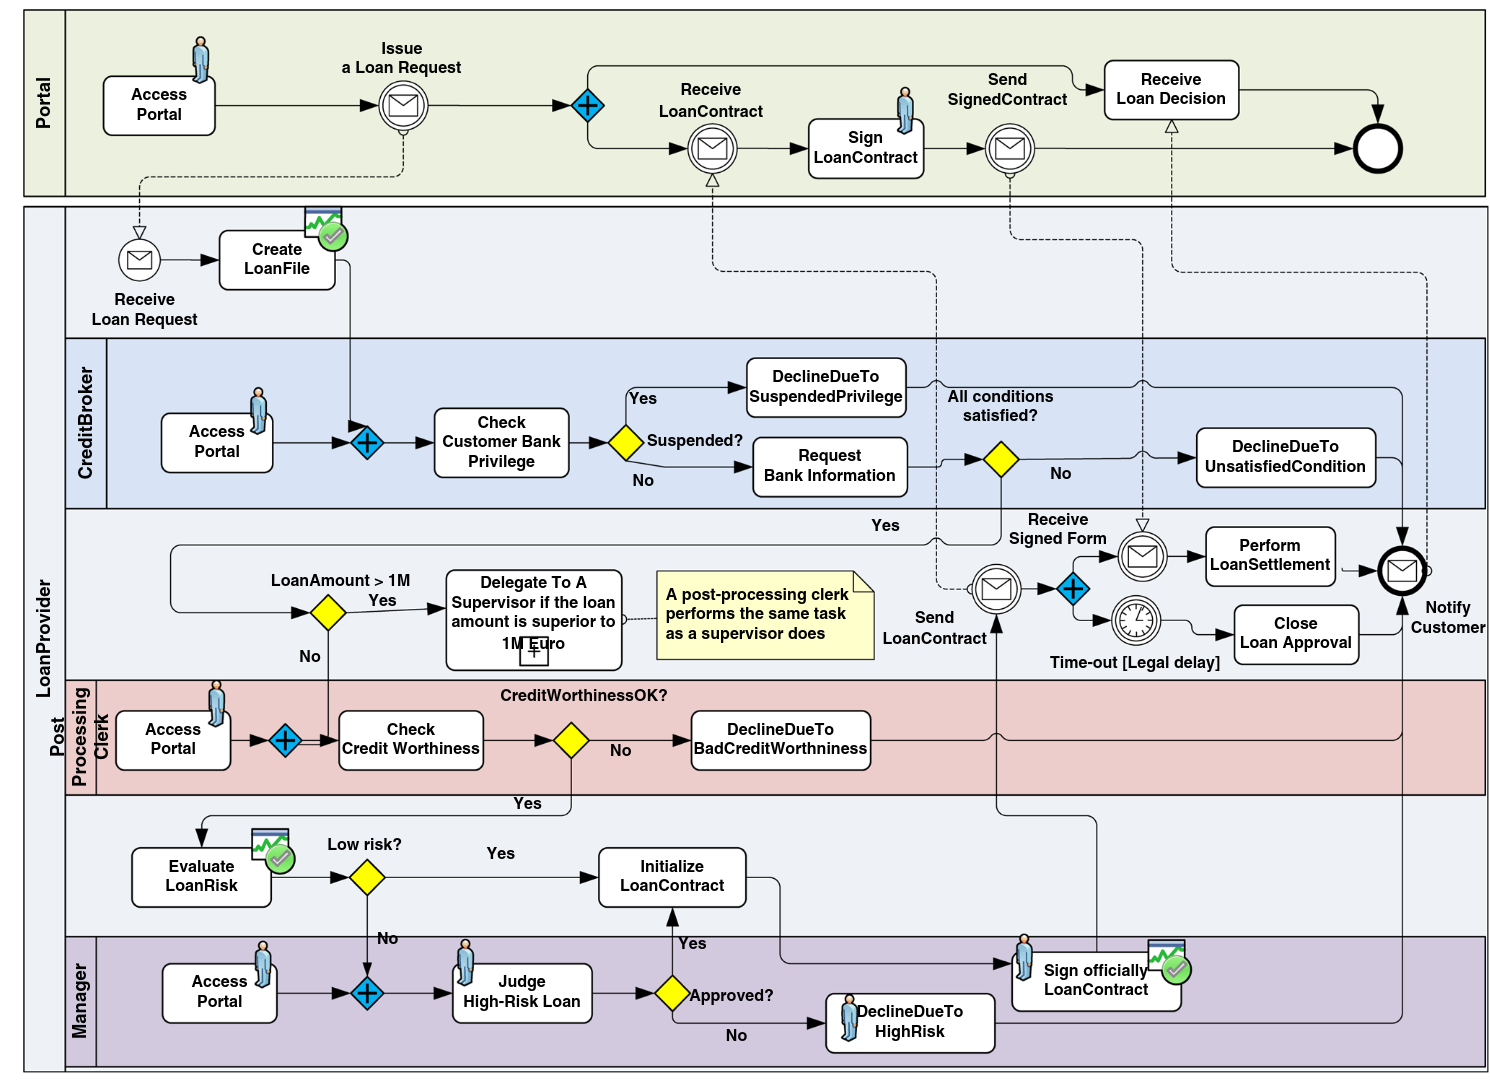 Portal
Access
Portal
Issue
a Loan Request
Receive
LoanContract
Sign
LoanContract
Send
SignedContract
Receive
Loan Decision
LoanProvider
Receive
Loan Request
Create
LoanFile
CreditBroker
Access
Portal
Check
Customer Bank
Privilege
Suspended?
Yes
No
DeclineDueTo
SuspendedPrivilege
Request
Bank Information
All conditions
satisfied?
No
Yes
DeclineDueTo
UnsatisfiedCondition
LoanAmount > 1M
Yes
No
Delegate To A
Supervisor if the loan
amount is superior to
1M Euro
A post-processing clerk
performs the same task
as a supervisor does
Send
LoanContract
Receive
Signed Form
Perform
LoanSettlement
Time-out [Legal delay]
Close
Loan Approval
Notify
Customer
Post
Processing
Clerk
Access
Portal
Check
Credit Worthiness
CreditWorthinessOK?
No
Yes
DeclineDueTo
BadCreditWorthniness
Evaluate
LoanRisk
Low risk?
Yes
No
Initialize
LoanContract
Manager
Access
Portal
Judge
High-Risk Loan
Yes
Approved?
No
DeclineDueTo
HighRisk
Sign officially
LoanContract